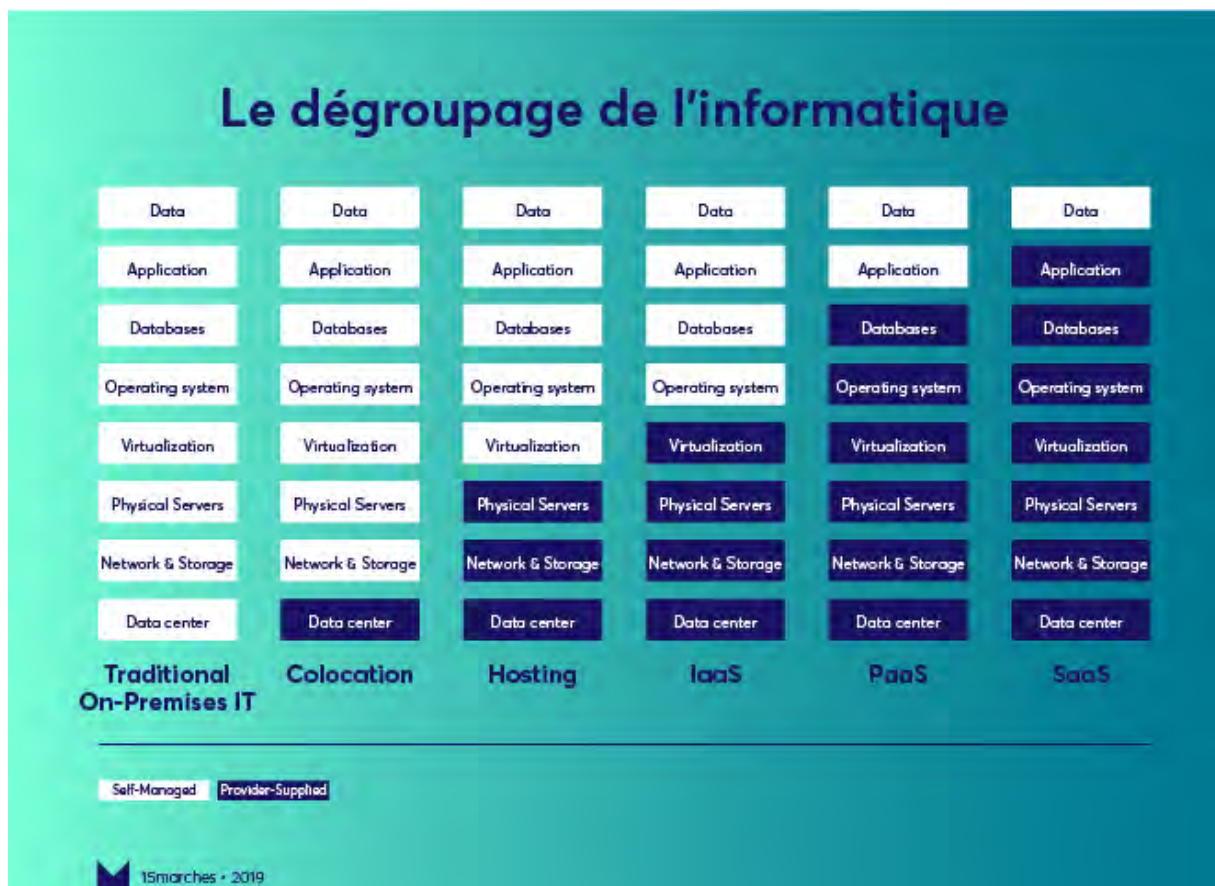 Le dégroupage de l'informatique
Data Data Data Data Data Data
Application Application Application Application Application Application
Databases Databases Databases Databases Databases Databases
Operating system Operating system Operating system Operating system Operating system Operating system
Virtualization Virtualization Virtualization Virtualization Virtualization Virtualization
Physical Servers Physical Servers Physical Servers Physical Servers Physical Servers Physical Servers
Network & Storage Network & Storage Network & Storage Network & Storage Network & Storage Network & Storage
Data center Data center Data center Data center Data center Data center
Traditional Colocation Hosting IaaS PaaS SaaS
On-Premises IT
Self-Managed Provider-Supplied
15marches • 2019